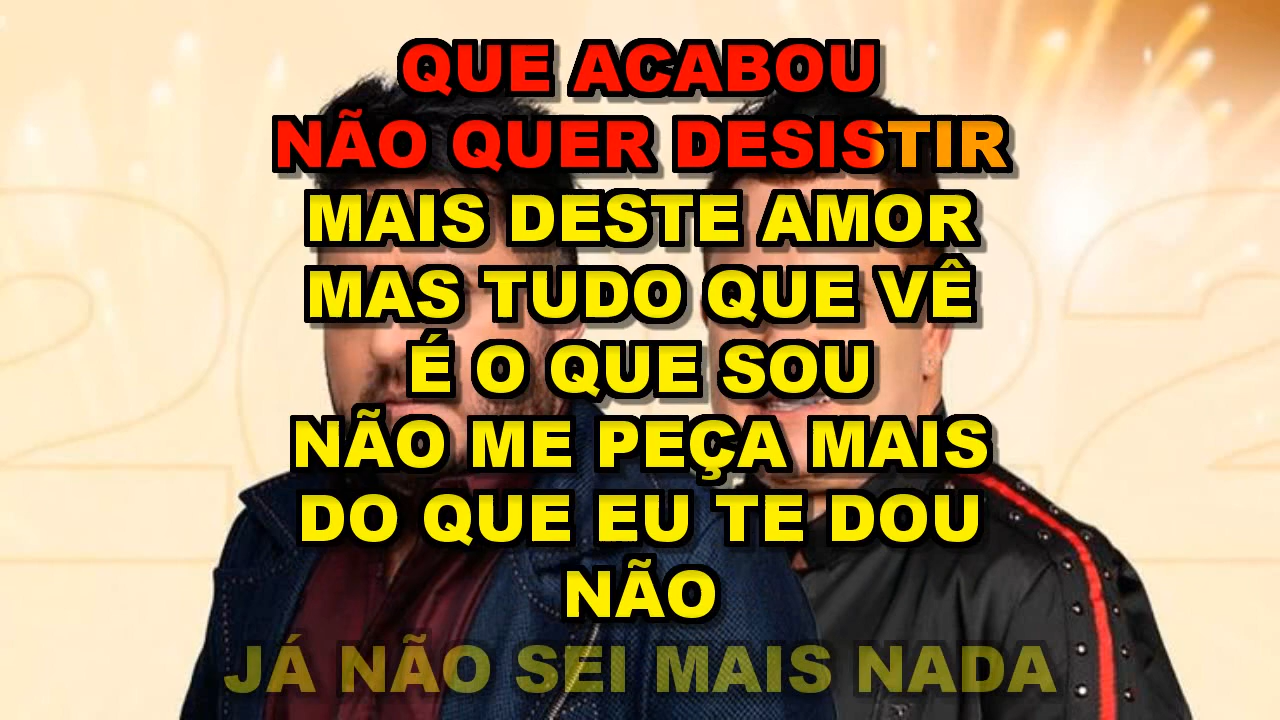 QUE ACABOU
NÃO QUER DESISTIR
MAIS DESTE AMOR
MAS TUDO QUE VÊ
É O QUE SOU
NÃO ME PEÇA MAIS
DO QUE EU TE DOU
NÃO
JÁ NÃO SEI MAIS NADA
2022